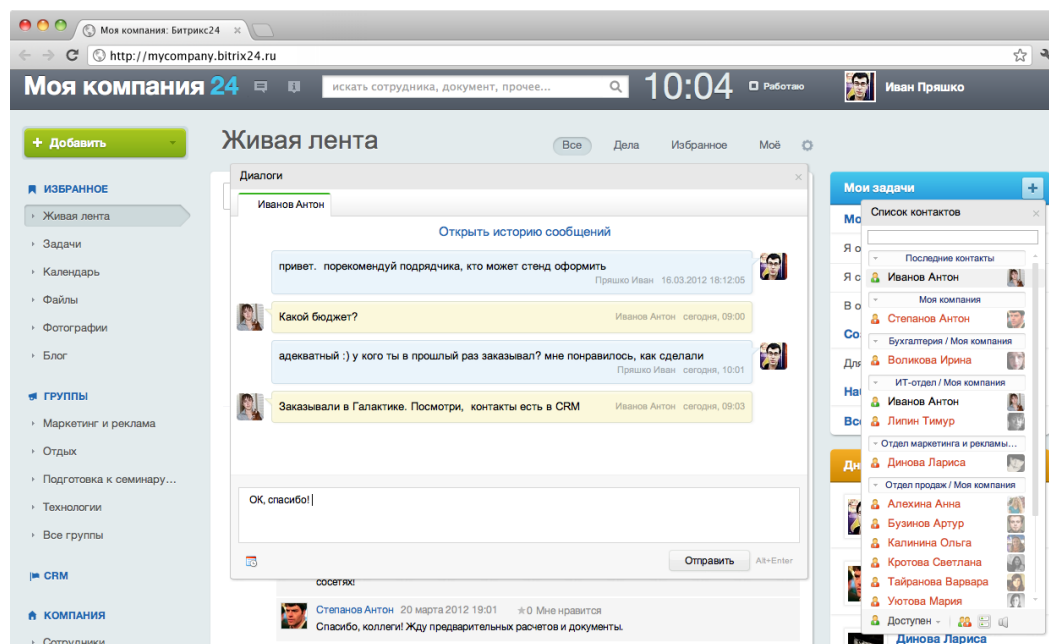 Моя компания: Битрикс24
http://mycompany.bitrix24.ru
Моя компания 24
искать сотрудника, документ, прочее...
10:04
Работаю
Иван Пряшко
+ Добавить
ИЗБРАННОЕ
Живая лента
Задачи
Календарь
Файлы
Фотографии
Блог
ГРУППЫ
Маркетинг и реклама
Отдых
Подготовка к семинару...
Технологии
Все группы
CRM
КОМПАНИЯ
Сотрудники
Живая лента
Все
Дела
Избранное
Моё
Диалоги
Иванов Антон
Открыть историю сообщений
привет. порекомендуй подрядчика, кто может стенд оформить
Пряшко Иван 16.03.2012 18:12:05
Какой бюджет?
Иванов Антон сегодня, 09:00
адекватный :) у кого ты в прошлый раз заказывал? мне понравилось, как сделали
Пряшко Иван сегодня, 10:01
Заказывали в Галактике. Посмотри, контакты есть в CRM
Иванов Антон сегодня, 09:03
ОК, спасибо!
Отправить
Alt+Enter
сосетях!
Степанов Антон 20 марта 2012 19:01 ★0 Мне нравится
Спасибо, коллеги! Жду предварительных расчетов и документы.
Мои задачи
Я о
Я с
В о
Со
Для
На
Все
Дн
Список контактов
Последние контакты
Иванов Антон
Моя компания
Степанов Антон
Бухгалтерия / Моя компания
Воликова Ирина
ИТ-отдел / Моя компания
Иванов Антон
Липин Тимур
Отдел маркетинга и рекламы...
Динова Лариса
Отдел продаж / Моя компания
Алехина Анна
Бузинов Артур
Калинина Ольга
Кротова Светлана
Тайранова Варвара
Уютова Мария
Доступен
Динова Лариса